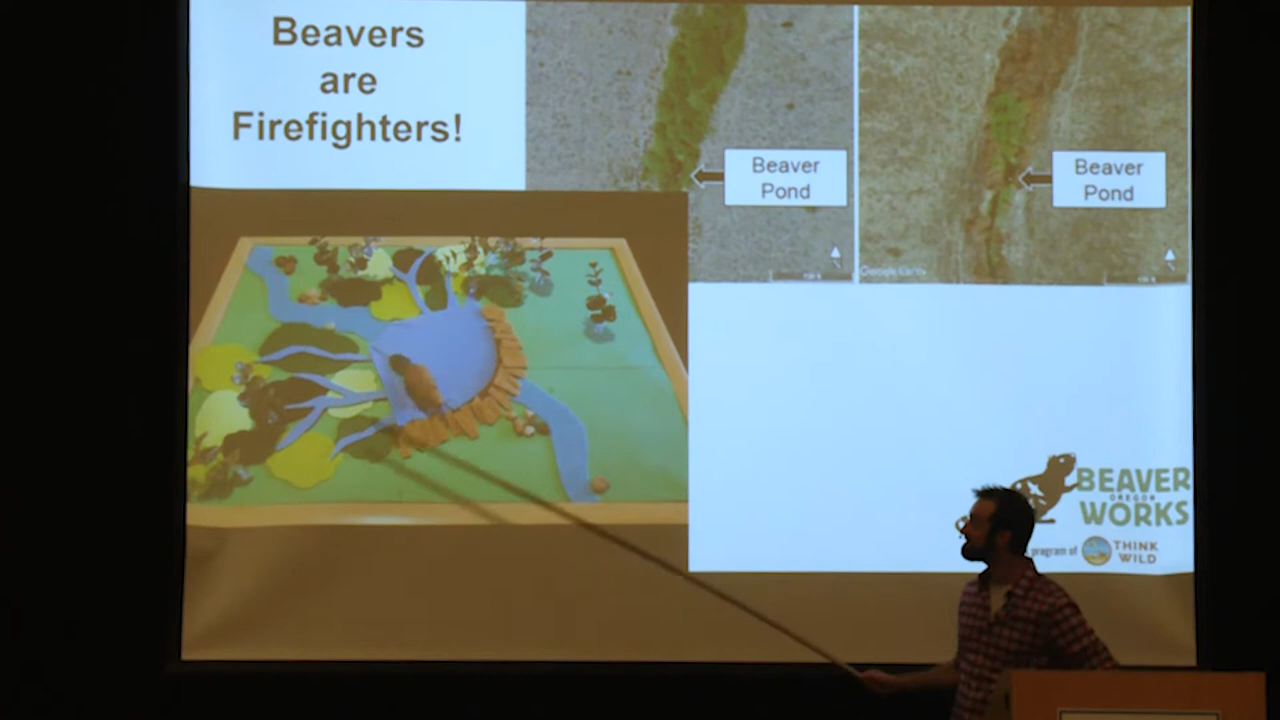 Beavers
are
Firefighters!
Beaver
Pond
Beaver
Pond
Google Earth
BEAVER
OREGON
WORKS
program of
THINK
WILD